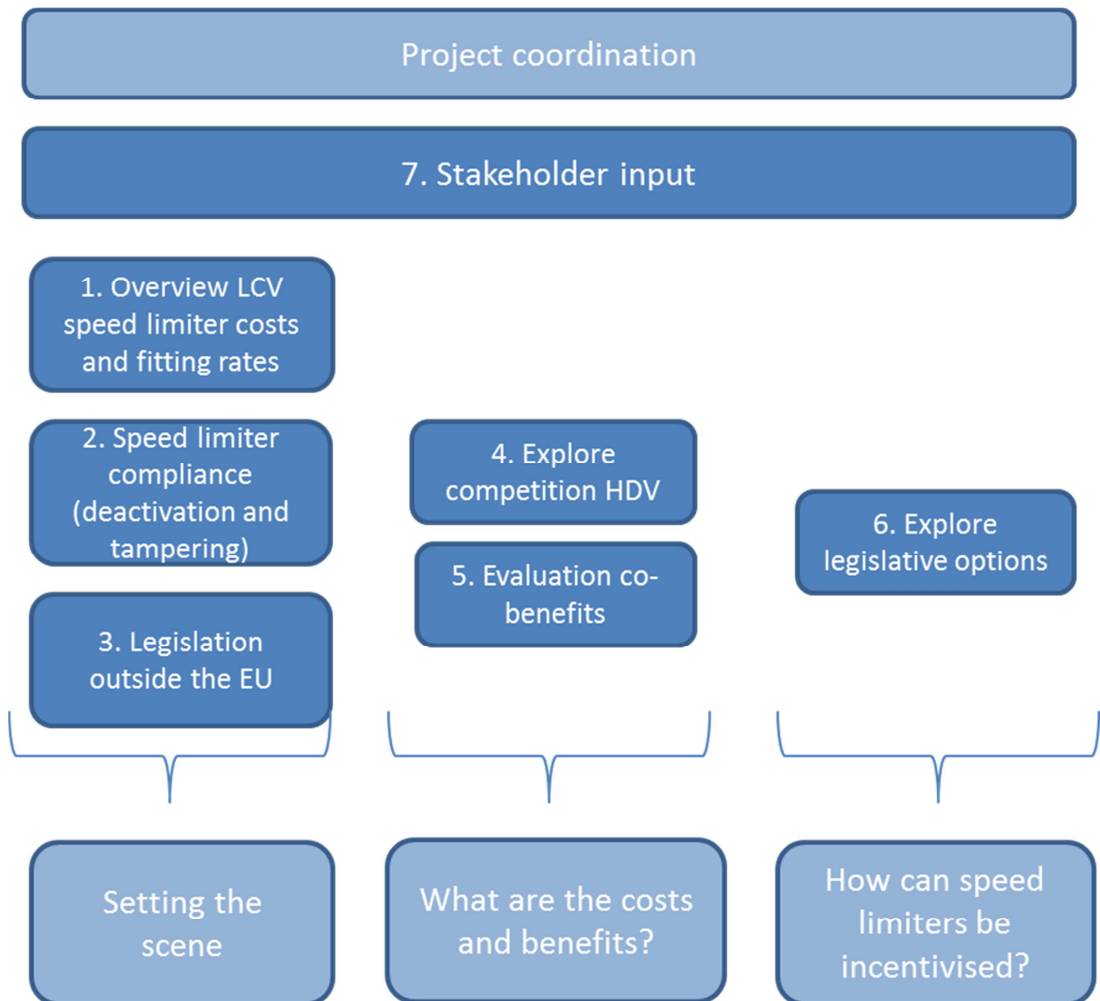 Project coordination
7. Stakeholder input
1. Overview LCV
speed limiter costs
and fitting rates
2. Speed limiter
compliance
(deactivation and
tampering)
3. Legislation
outside the EU
4. Explore
competition HDV
5. Evaluation co-
benefits
6. Explore
legislative options
Setting the
scene
What are the costs
and benefits?
How can speed
limiters be
incentivised?